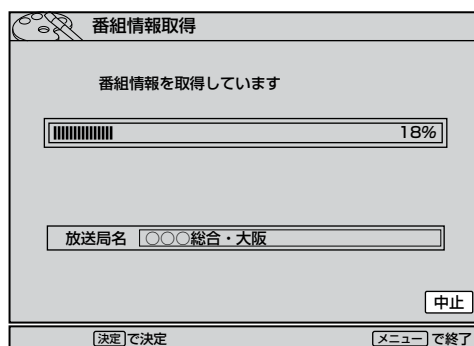 番組情報取得
番組情報を取得しています
18%
放送局名 ○○○総合・大阪
中止
決定で決定 メニューで終了